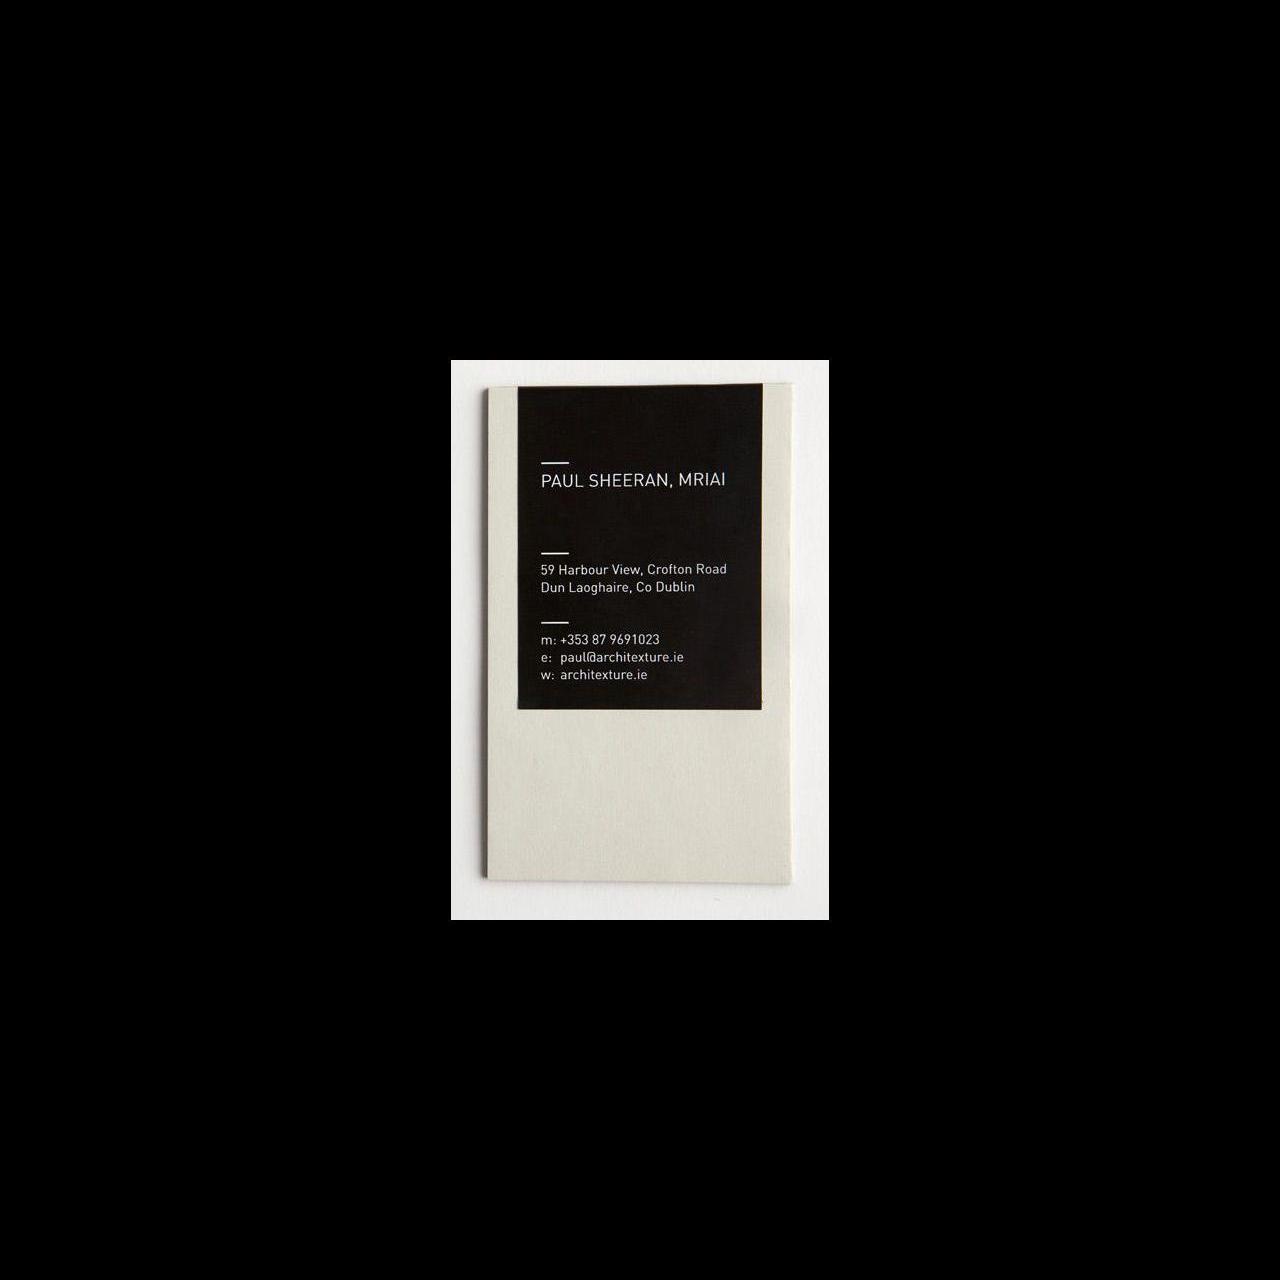 PAUL SHEERAN, MRIAI
59 Harbour View, Crofton Road
Dun Laoghaire, Co Dublin
m: +353 87 9691023
e: paul@architexture.ie
w: architexture.ie